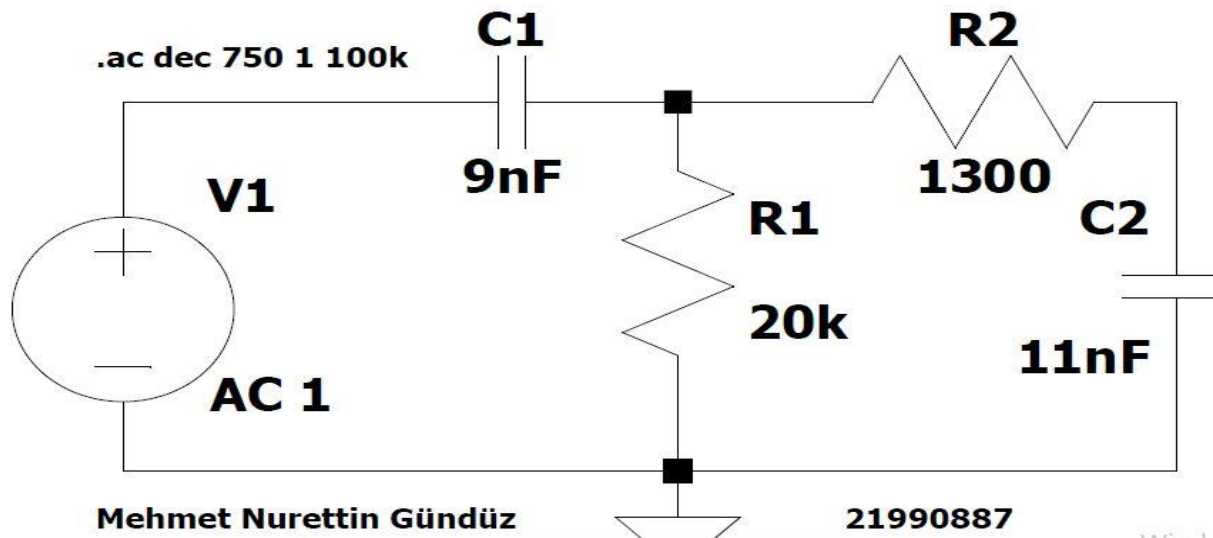 C1
R2
.ac dec 750 1 100k
9nF
1300
V1
R1
C2
20k
11nF
AC 1
Mehmet Nurettin Gündüz
21990887